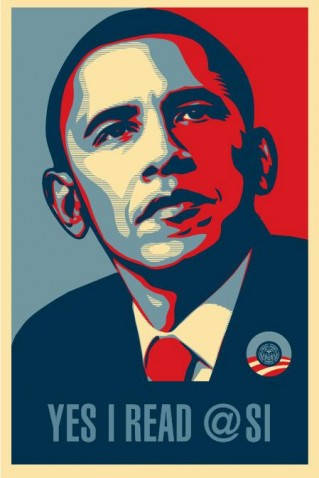 YES I READ @ SI